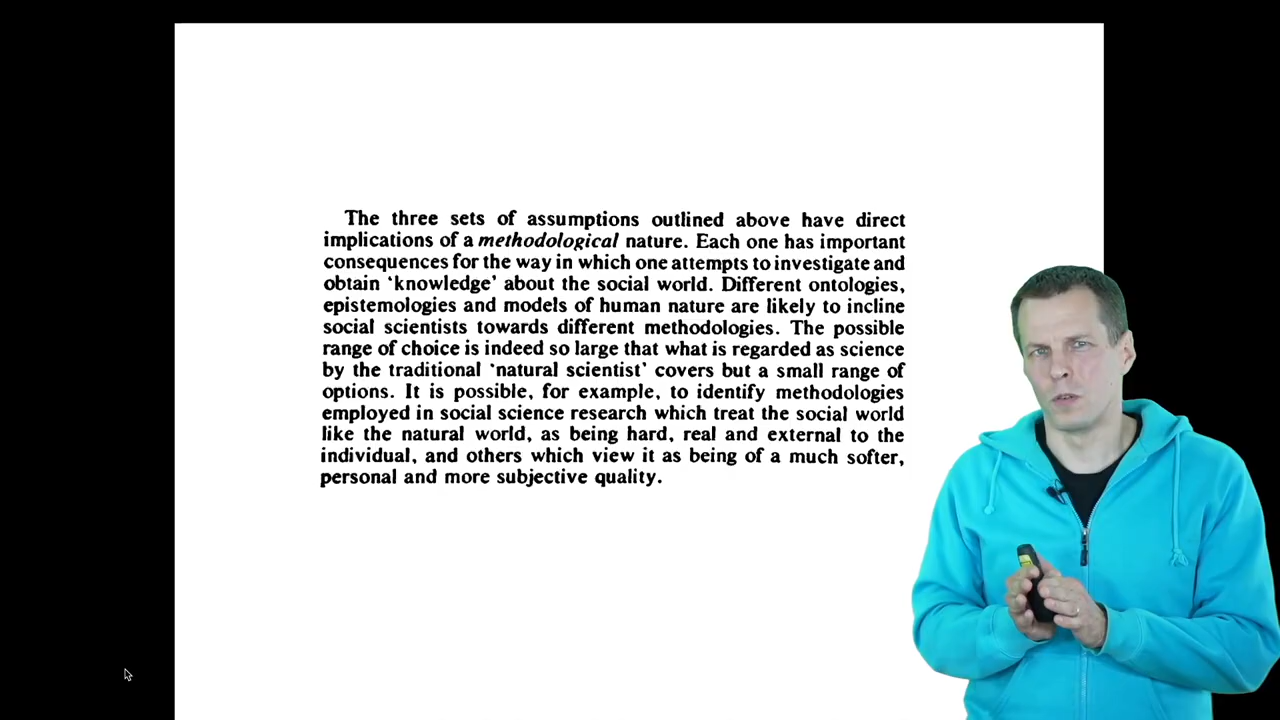 The three sets of assumptions outlined above have direct
implications of a methodological nature. Each one has important
consequences for the way in which one attempts to investigate and
obtain ‘knowledge’ about the social world. Different ontologies,
epistemologies and models of human nature are likely to incline
social scientists towards different methodologies. The possible
range of choice is indeed so large that what is regarded as science
by the traditional ‘natural scientist’ covers but a small range of
options. It is possible, for example, to identify methodologies
employed in social science research which treat the social world
like the natural world, as being hard, real and external to the
individual, and others which view it as being of a much softer,
personal and more subjective quality.